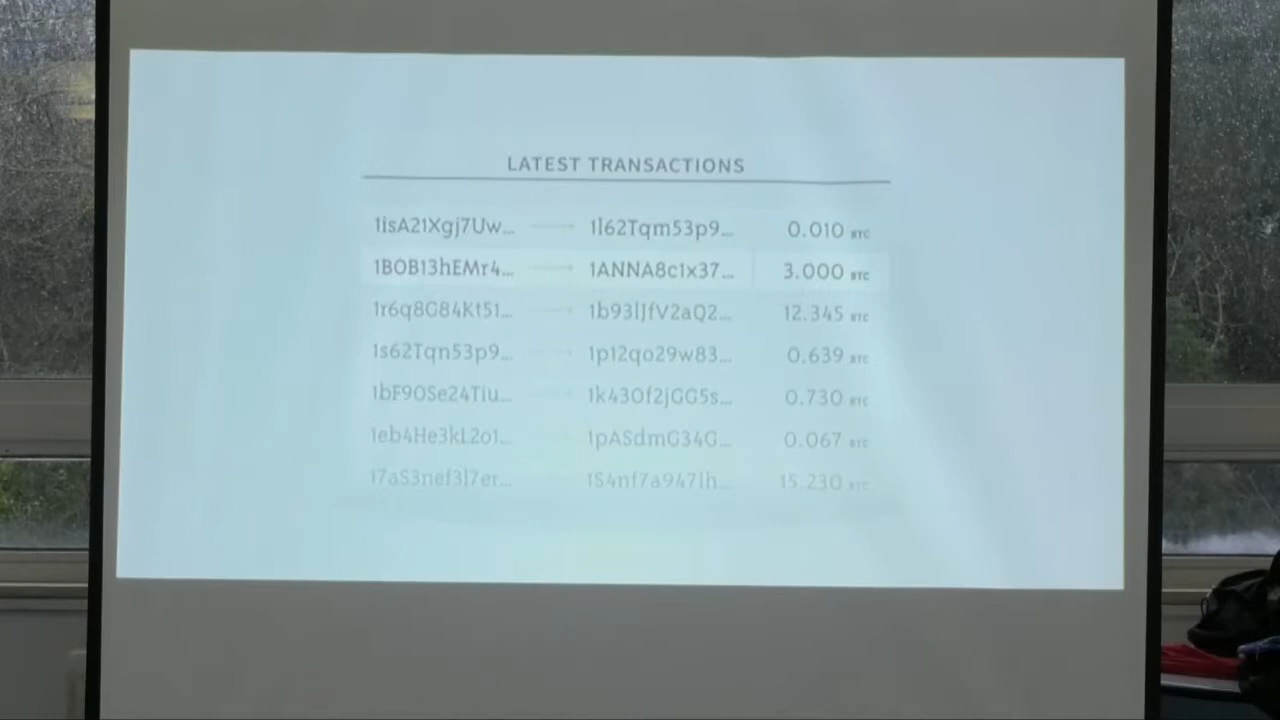 LATEST TRANSACTIONS
1isA21Xgj7Uw... 1l62Tqm53p9... 0.010 BTC
1BOB13hEMr4... 1ANNA8c1x37... 3.000 BTC
1r6q8G84Kt51... 1b93lJfV2aQ2... 12.345 BTC
1s62Tqn53p9... 1p12qo29w83... 0.639 BTC
1bF90Se24Tiu... 1k43Of2jGG5s... 0.730 BTC
1eb4He3kL2o1... 1pASdmG34G... 0.067 BTC
17aS3nef3l7er... 1S4nf7a947lh... 15.230 BTC